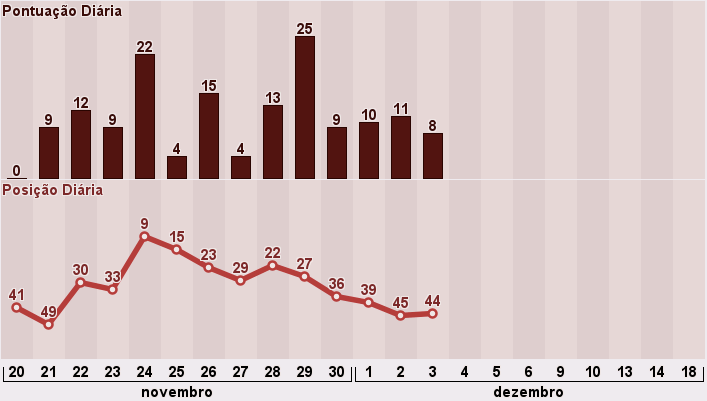 Pontuação Diária
0 9 12 9 22 4 15 4 13 25 9 10 11 8
Posição Diária
41 49 30 33 9 15 23 29 22 27 36 39 45 44
20 21 22 23 24 25 26 27 28 29 30 1 2 3 4 5 6 9 10 13 14 18
novembro dezembro